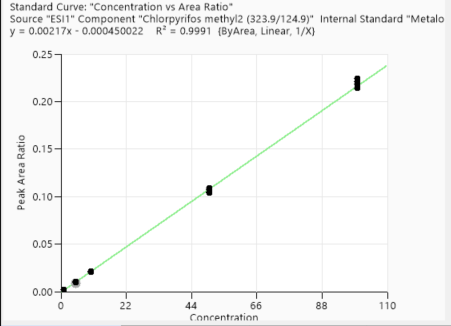 Standard Curve: "Concentration vs Area Ratio"
Source "ESI1" Component "Chlorpyrifos methyl2 (323.9/124.9)" Internal Standard "Metalo
y = 0.00217x - 0.000450022 R² = 0.9991 (ByArea, Linear, 1/X)
0.25
0.20
0.15
0.10
0.05
0.00
Peak Area Ratio
0 22 44 66 88 110
Concentration